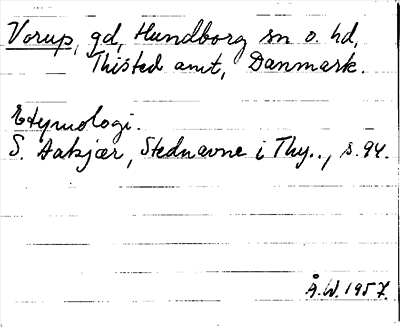 Vorup, gd, Hundborg sn o. hd,
Thisted amt, Danmark.
Etymologi.
S. Aakjær, Stednavne i Thy.., s. 94.
Å.W. 1957.